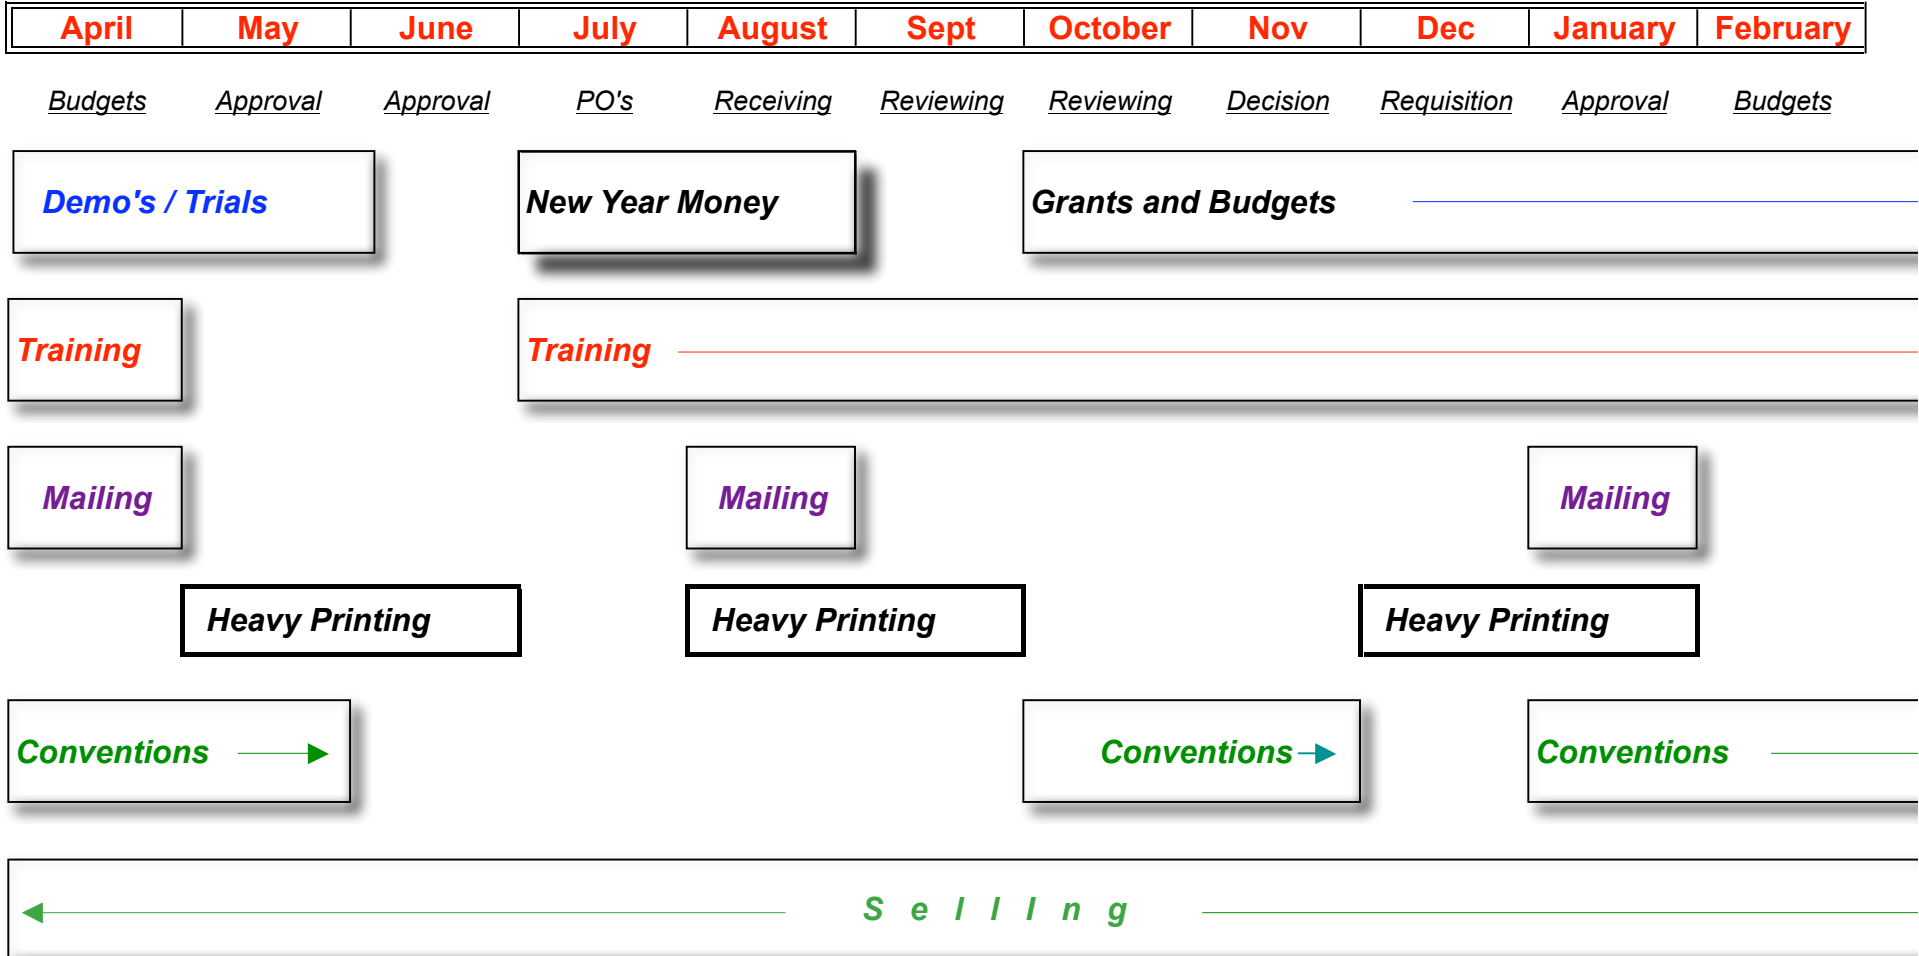 April May June July August Sept October Nov Dec January February
Budgets Approval Approval PO's Receiving Reviewing Reviewing Decision Requisition Approval Budgets
Demo's / Trials New Year Money Grants and Budgets
Training Training
Mailing Mailing Mailing
Heavy Printing Heavy Printing Heavy Printing
Conventions Conventions Conventions
S e l l I n g